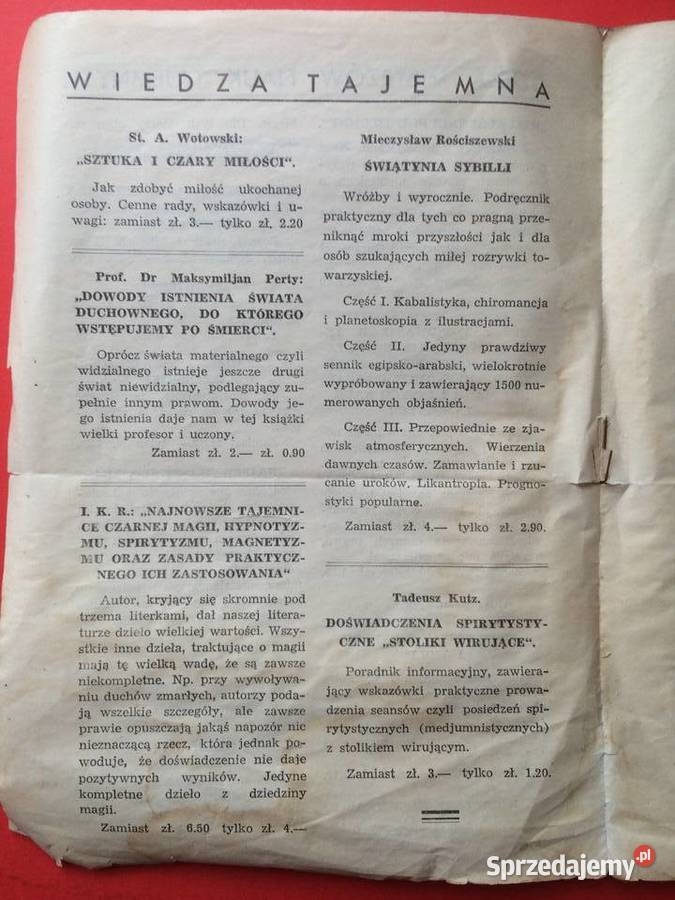 WIEDZA TAJEMNA
St. A. Wotowski:
„SZTUKA I CZARY MIŁOŚCI“.
Jak zdobyć miłość ukochanej
osoby. Cenne rady, wskazówki i u-
wagi: zamiast zł. 3.— tylko zł. 2.20
Prof. Dr Maksymiljan Perty:
„DOWODY ISTNIENIA ŚWIATA
DUCHOWNEGO, DO KTÓREGO
WSTĘPUJEMY PO ŚMIERCI“.
Oprócz świata materialnego czyli
widzialnego istnieje jeszcze drugi
świat niewidzialny, podlegający zu-
pełnie innym prawom. Dowody je-
go istnienia daje nam w tej książki
wielki profesor i uczony.
Zamiast zł. 2.— zł. 0.90
I. K. R.: „NAJNOWSZE TAJEMNI-
CE CZARNEJ MAGII, HYPNOTYZ-
MU, SPIRYTYZMU, MAGNETYZ-
MU ORAZ ZASADY PRAKTYCZ-
NEGO ICH ZASTOSOWANIA“
Autor, kryjący się skromnie pod
trzema literkami, dał naszej litera-
turze dzieło wielkiej wartości. Wszy-
stkie inne dzieła, traktujące o magii
mają tę wielką wadę, że są zawsze
niekompletne. Np. przy wywoływa-
niu duchów zmarłych, autorzy poda-
ją wszelkie szczegóły, ale zawsze
prawie opuszczają jakąś napozór nic
nieznaczącą rzecz, która jednak po-
woduje, że doświadczenie nie daje
pozytywnych wyników. Jedyne
kompletne dzieło z dziedziny
magii.
Zamiast zł. 6.50 tylko zł. 4.—
Mieczysław Rościszewski
ŚWIĄTYNIA SYBILLI
Wróżby i wyrocznie. Podręcznik
praktyczny dla tych co pragną prze-
niknąć mroki przyszłości jak i dla
osób szukających miłej rozrywki to-
warzyskiej.
Część I. Kabalistyka, chiromancja
i planetoskopia z ilustracjami.
Część II. Jedyny prawdziwy
sennik egipsko-arabski, wielokrotnie
wypróbowany i zawierający 1500 nu-
merowanych objaśnień.
Część III. Przepowiednie ze zja-
wisk atmosferycznych. Wierzenia
dawnych czasów. Zamawianie i rzu-
canie uroków. Likantropia. Progno-
styki popularne.
Zamiast zł. 4.— tylko zł. 2.90.
Tadeusz Kutz.
DOŚWIADCZENIA SPIRYTYSTY-
CZNE „STOLIKI WIRUJĄCE“.
Poradnik informacyjny, zawiera-
jący wskazówki praktyczne prowa-
dzenia seansów czyli posiedzeń spi-
rytystycznych (medjumnistycznych)
z stolikiem wirującym.
Zamiast zł. 3.— tylko zł. 1.20.
Sprzedajemy.pl